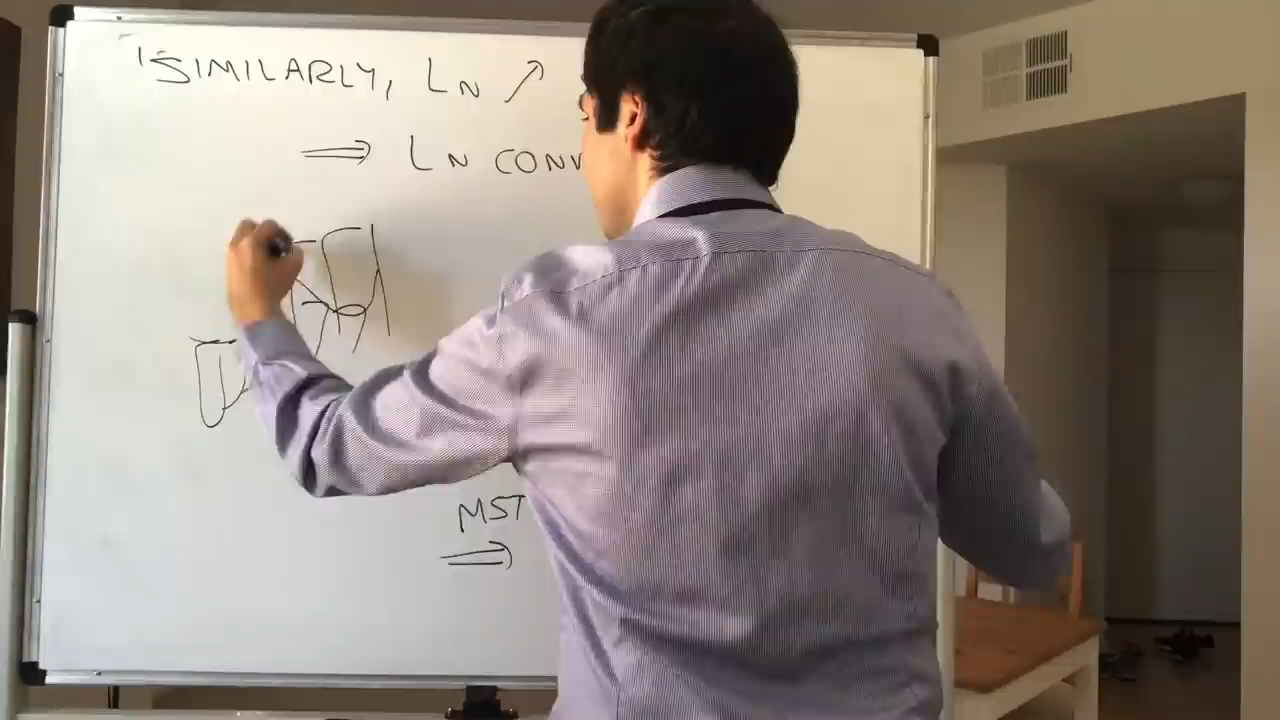 SIMILARLY, LN ↗
⟹ LN CONV
MST
⟹